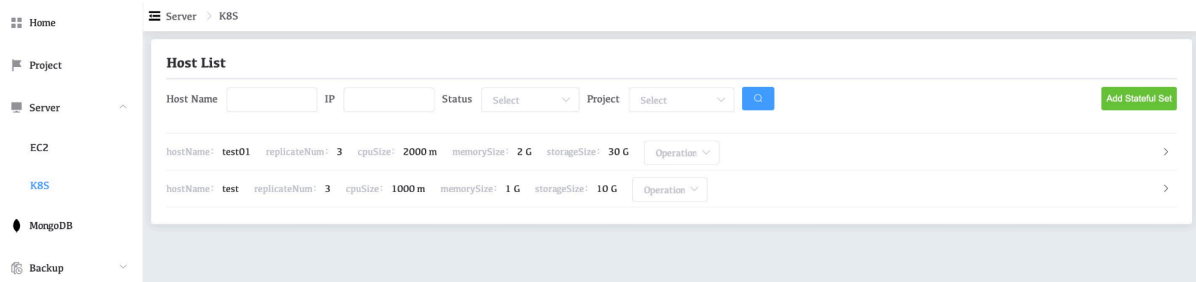 Home
Project
Server
EC2
K8S
MongoDB
Backup
Server > K8S
Host List
Host Name IP Status Select Project Select Add Stateful Set
hostName: test01 replicateNum: 3 cpuSize: 2000 m memorySize: 2 G storageSize: 30 G Operation
hostName: test replicateNum: 3 cpuSize: 1000 m memorySize: 1 G storageSize: 10 G Operation